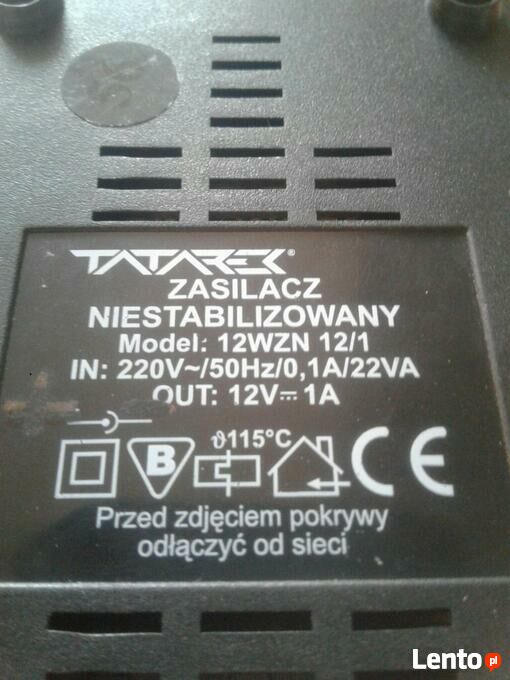 TATAREK®
ZASILACZ
NIESTABILIZOWANY
Model: 12WZN 12/1
IN: 220V~/50Hz/0,1A/22VA
OUT: 12V⎓1A
ϑ115°C
B
CE
Przed zdjęciem pokrywy
odłączyć od sieci
Lento pl